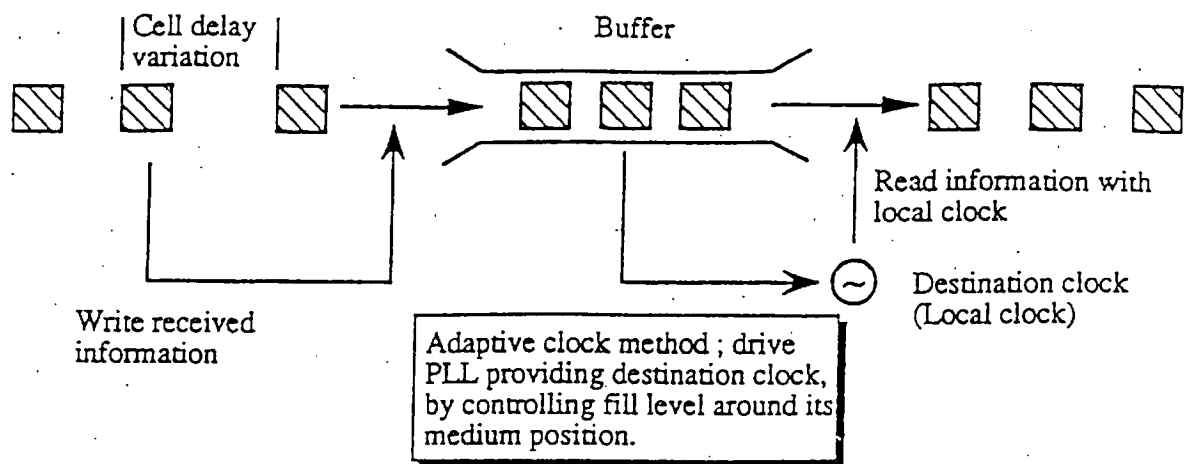 Cell delay
variation
Buffer
Read information with
local clock
Destination clock
(Local clock)
Write received
information
Adaptive clock method ; drive
PLL providing destination clock,
by controlling fill level around its
medium position.